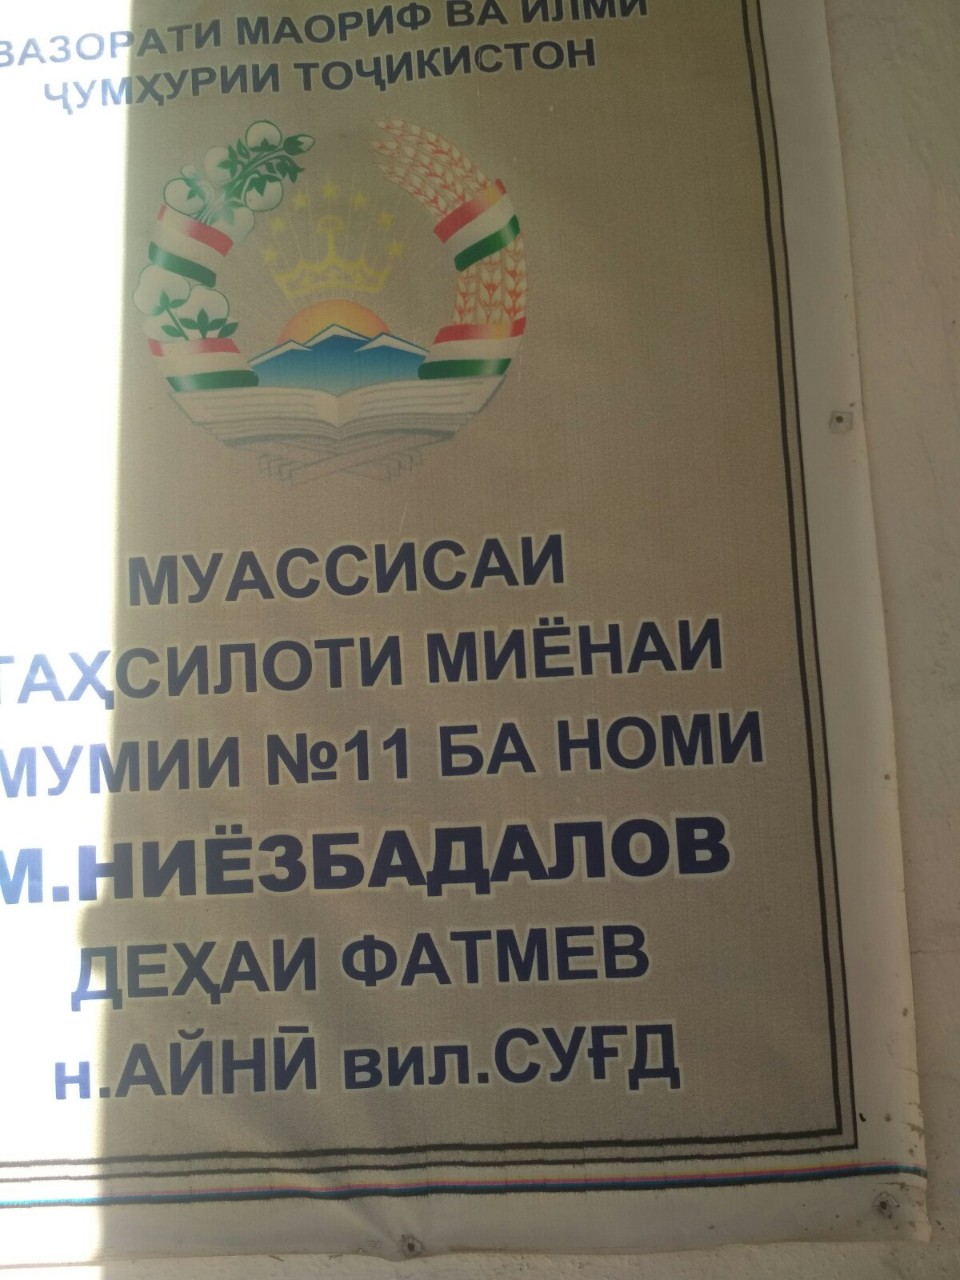 ВАЗОРАТИ МАОРИФ ВА ИЛМИ
ҶУМҲУРИИ ТОҶИКИСТОН
МУАССИСАИ
ТАҲСИЛОТИ МИЁНАИ
МУМИИ №11 БА НОМИ
М.НИЁЗБАДАЛОВ
ДЕҲАИ ФАТМЕВ
н.АЙНӢ вил.СУҒД